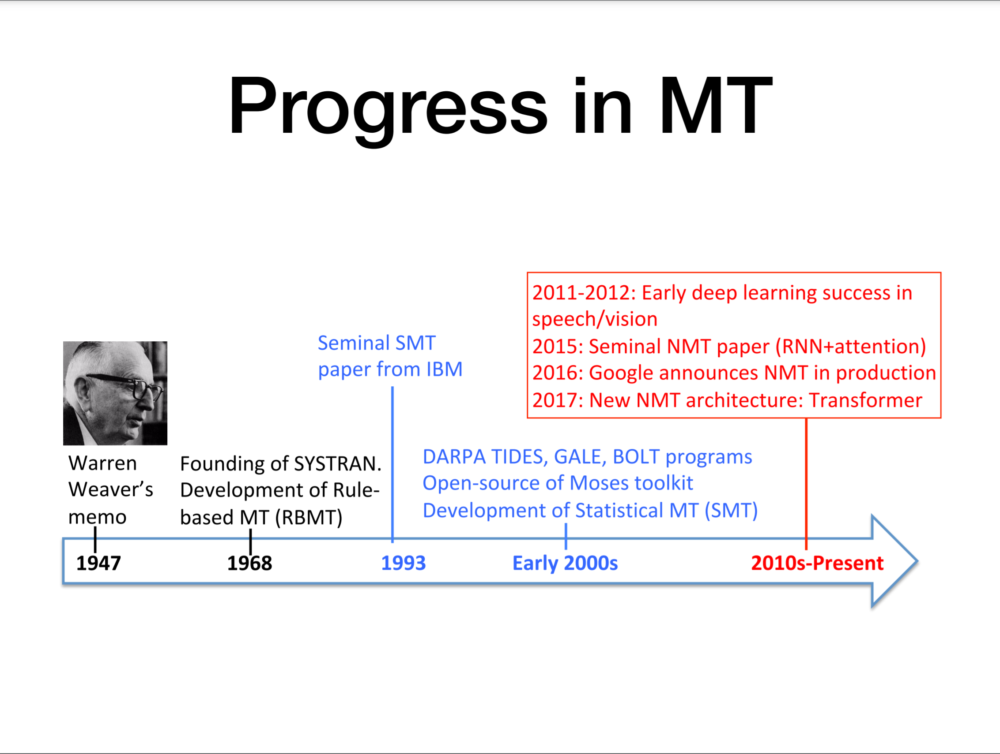 Progress in MT
2011-2012: Early deep learning success in
speech/vision
2015: Seminal NMT paper (RNN+attention)
2016: Google announces NMT in production
2017: New NMT architecture: Transformer
Seminal SMT
paper from IBM
Warren
Weaver’s
memo
Founding of SYSTRAN.
Development of Rule-
based MT (RBMT)
DARPA TIDES, GALE, BOLT programs
Open-source of Moses toolkit
Development of Statistical MT (SMT)
1947
1968
1993
Early 2000s
2010s-Present